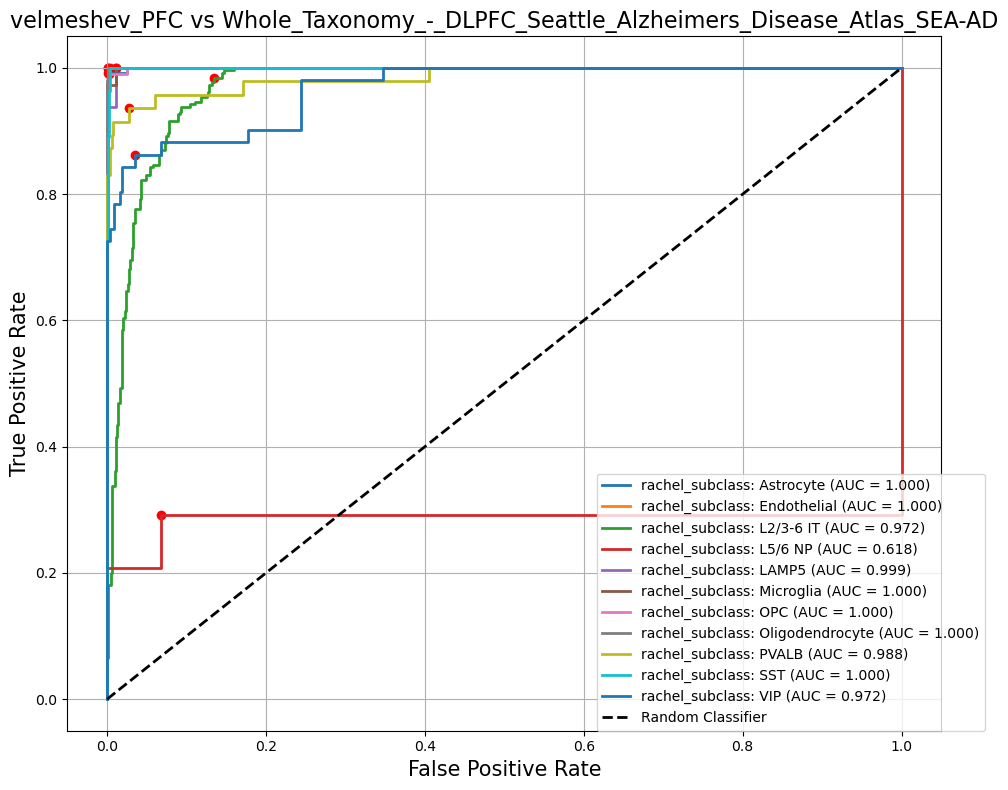 velmeshev_PFC vs Whole_Taxonomy_-_DLPFC_Seattle_Alzheimers_Disease_Atlas_SEA-AD
True Positive Rate
1.0
0.8
0.6
0.4
0.2
0.0
rachel_subclass: Astrocyte (AUC = 1.000)
rachel_subclass: Endothelial (AUC = 1.000)
rachel_subclass: L2/3-6 IT (AUC = 0.972)
rachel_subclass: L5/6 NP (AUC = 0.618)
rachel_subclass: LAMP5 (AUC = 0.999)
rachel_subclass: Microglia (AUC = 1.000)
rachel_subclass: OPC (AUC = 1.000)
rachel_subclass: Oligodendrocyte (AUC = 1.000)
rachel_subclass: PVALB (AUC = 0.988)
rachel_subclass: SST (AUC = 1.000)
rachel_subclass: VIP (AUC = 0.972)
Random Classifier
0.0 0.2 0.4 0.6 0.8 1.0
False Positive Rate